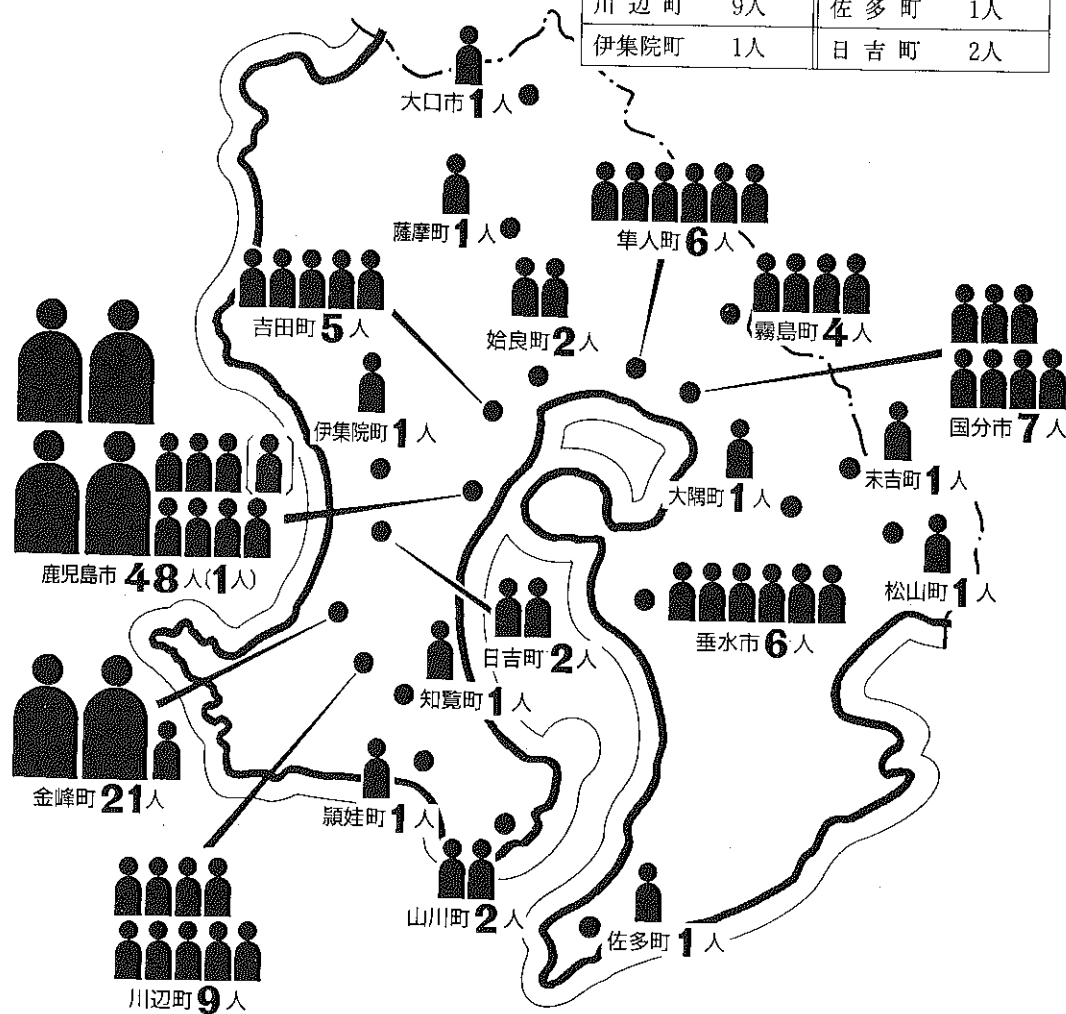 川辺町 9人 佐多町 1人
伊集院町 1人 日吉町 2人
大口市1人
薩摩町1人
隼人町6人
霧島町4人
吉田町5人
姶良町2人
国分市7人
伊集院町1人
大隅町1人
末吉町1人
鹿児島市48人(1人)
松山町1人
垂水市6人
日吉町2人
知覧町1人
金峰町21人
頴娃町1人
山川町2人
佐多町1人
川辺町9人